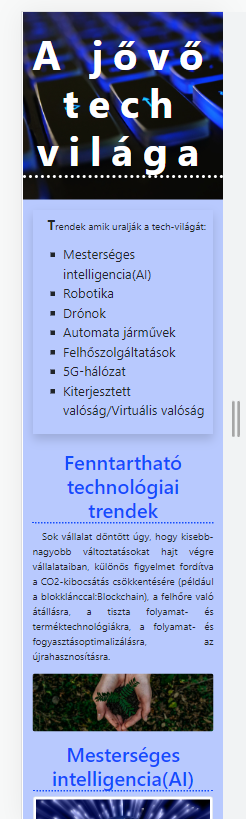 A jövő
tech
világa
Trendek amik uralják a tech-világát:
Mesterséges
intelligencia(AI)
Robotika
Drónok
Automata járművek
Felhőszolgáltatások
5G-hálózat
Kiterjesztett
valóság/Virtuális valóság
Fenntartható
technológiai
trendek
Sok vállalat döntött úgy, hogy kisebb-
nagyobb változtatásokat hajt végre
vállalataiban, különös figyelmet fordítva
a CO2-kibocsátás csökkentésére (például
a blokklánccal:Blockchain), a felhőre való
átállásra, a tiszta folyamat- és
terméktechnológiákra, a folyamat- és
fogyasztásoptimalizálásra, az
újrahasznosításra.
Mesterséges
intelligencia(AI)